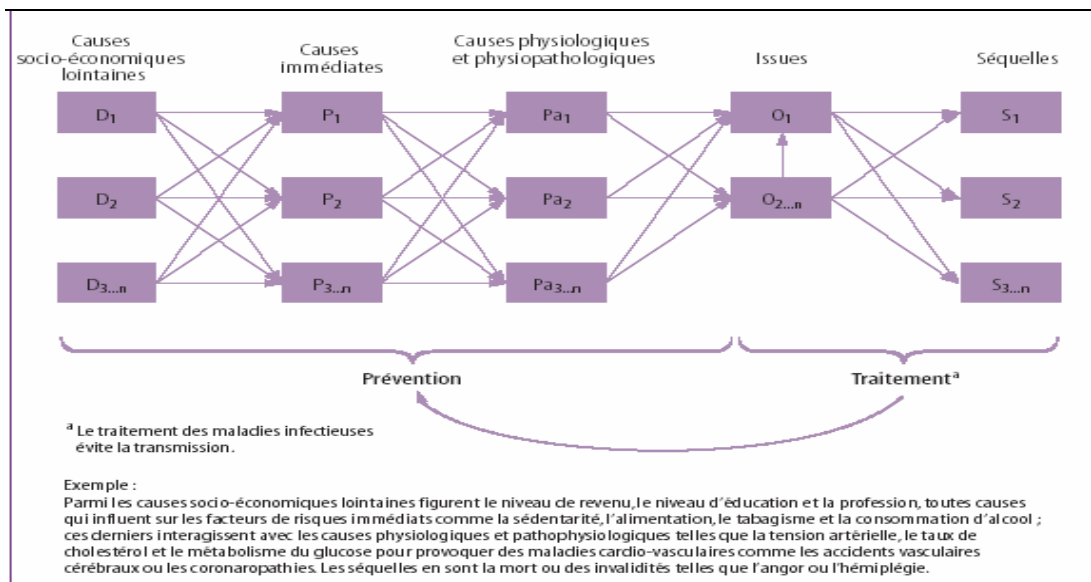 Causes
socio-économiques
lointaines
Causes
immédiates
Causes physiologiques
et physiopathologiques
Issues
Séquelles
D1
P1
Pa1
O1
S1
D2
P2
Pa2
O2...n
S2
D3...n
P3...n
Pa3...n
S3...n
Prévention
Traitement a
a Le traitement des maladies infectieuses
évite la transmission.
Exemple :
Parmi les causes socio-économiques lointaines figurent le niveau de revenu, le niveau d'éducation et la profession, toutes causes
qui influent sur les facteurs de risques immédiats comme la sédentarité, l'alimentation, le tabagisme et la consommation d'alcool ;
ces derniers interagissent avec les causes physiologiques et pathophysiologiques telles que la tension artérielle, le taux de
cholestérol et le métabolisme du glucose pour provoquer des maladies cardio-vasculaires comme les accidents vasculaires
cérébraux ou les coronaropathies. Les séquelles en sont la mort ou des invalidités telles que l'angor ou l'hémiplégie.